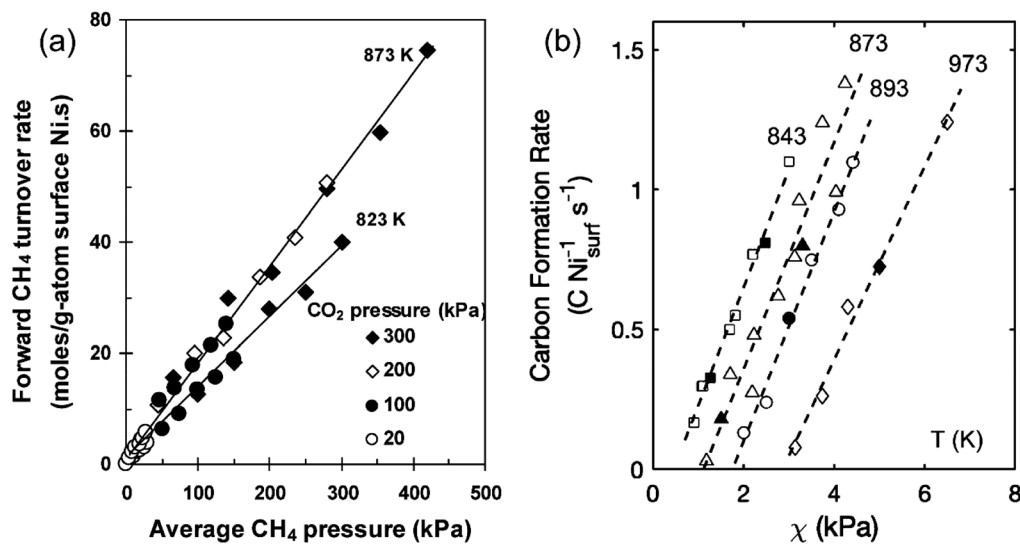 (a)
Forward CH₄ turnover rate
(moles/g-atom surface Ni.s)
80
60
40
20
0
873 K
823 K
CO₂ pressure (kPa)
300
200
100
20
0 100 200 300 400 500
Average CH₄ pressure (kPa)
(b)
Carbon Formation Rate
(C Ni⁻¹surf s⁻¹)
1.5
1
0.5
0
843
873
893
973
T (K)
0 2 4 6 8
χ (kPa)